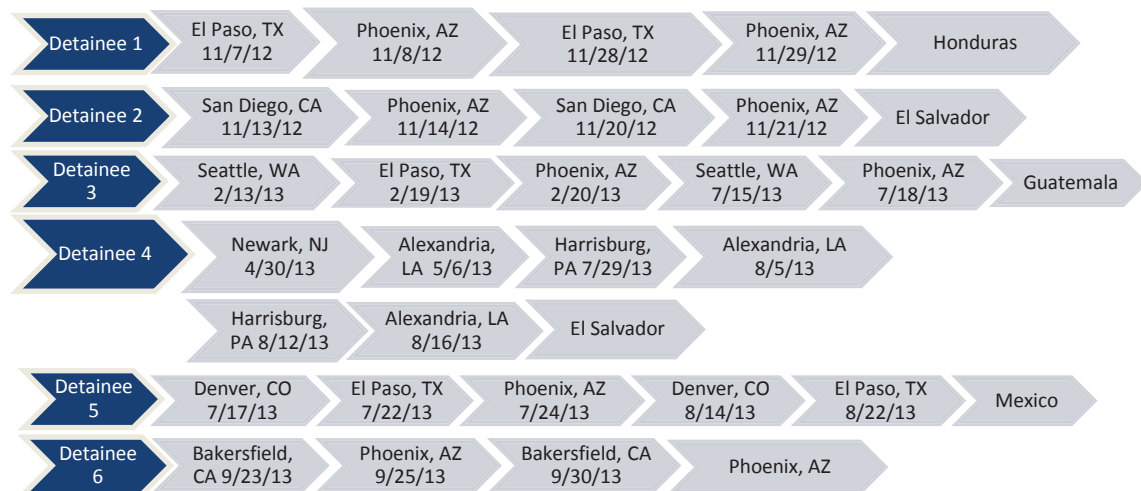 Detainee 1
El Paso, TX
11/7/12
Phoenix, AZ
11/8/12
El Paso, TX
11/28/12
Phoenix, AZ
11/29/12
Honduras
Detainee 2
San Diego, CA
11/13/12
Phoenix, AZ
11/14/12
San Diego, CA
11/20/12
Phoenix, AZ
11/21/12
El Salvador
Detainee
3
Seattle, WA
2/13/13
El Paso, TX
2/19/13
Phoenix, AZ
2/20/13
Seattle, WA
7/15/13
Phoenix, AZ
7/18/13
Guatemala
Detainee 4
Newark, NJ
4/30/13
Alexandria,
LA 5/6/13
Harrisburg,
PA 7/29/13
Alexandria, LA
8/5/13
Harrisburg,
PA 8/12/13
Alexandria, LA
8/16/13
El Salvador
Detainee
5
Denver, CO
7/17/13
El Paso, TX
7/22/13
Phoenix, AZ
7/24/13
Denver, CO
8/14/13
El Paso, TX
8/22/13
Mexico
Detainee
6
Bakersfield,
CA 9/23/13
Phoenix, AZ
9/25/13
Bakersfield, CA
9/30/13
Phoenix, AZ